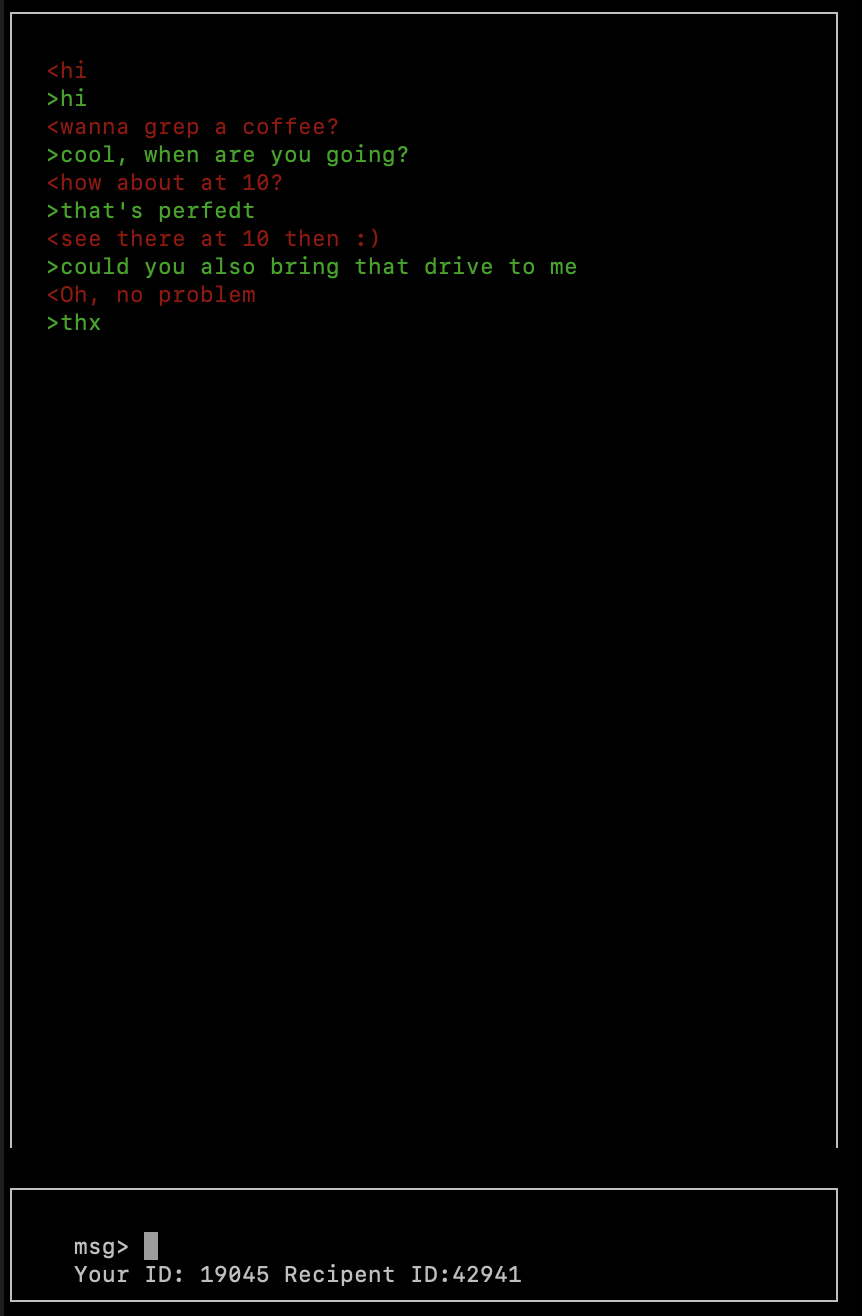 <hi
>hi
<wanna grep a coffee?
>cool, when are you going?
<how about at 10?
>that's perfedt
<see there at 10 then :)
>could you also bring that drive to me
<Oh, no problem
>thx
msg>
Your ID: 19045 Recipent ID:42941